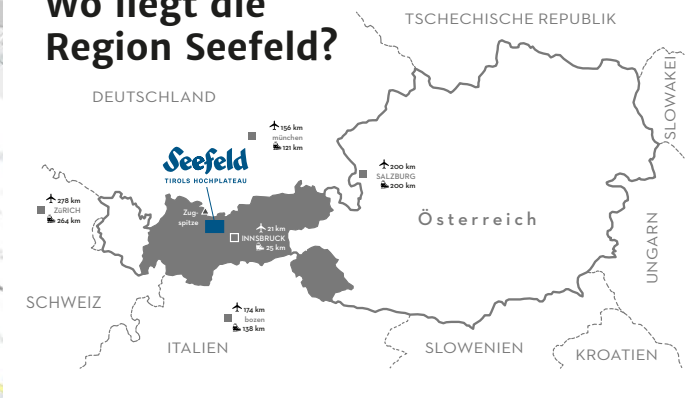 Wo liegt die
Region Seefeld?
TSCHECHISCHE REPUBLIK
SLOWAKEI
DEUTSCHLAND
156 km
münchen
121 km
Seefeld
TIROLS HOCHPLATEAU
200 km
SALZBURG
200 km
278 km
ZüRICH
264 km
Zug-
spitze
21 km
INNSBRUCK
25 km
Österreich
UNGARN
SCHWEIZ
174 km
bozen
138 km
ITALIEN
SLOWENIEN
KROATIEN